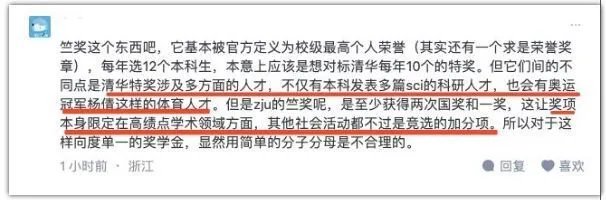 竺奖这个东西吧，它基本被官方定义为校级最高个人荣誉（其实还有一个求是荣誉奖
章），每年选12个本科生，本意上应该是想对标清华每年10个的特奖。但它们间的不
同点是清华特奖涉及多方面的人才，不仅有本科发表多篇sci的科研人才，也会有奥运
冠军杨倩这样的体育人才。但是zju的竺奖呢，是至少获得两次国奖和一奖，这让奖项
本身限定在高绩点学术领域方面，其他社会活动都不过是竞选的加分项。所以对于这
样向度单一的奖学金，显然用简单的分子分母是不合理的。
1小时前 · 浙江 回复 喜欢